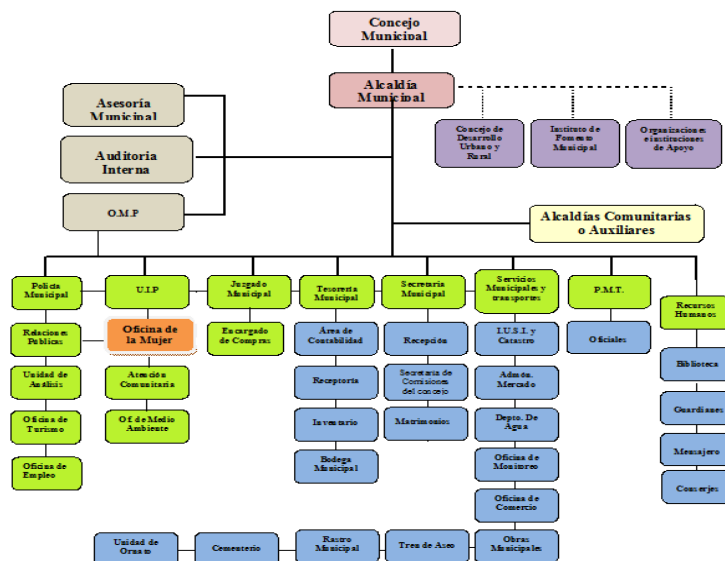 Concejo
Municipal
Alcaldía
Municipal
Asesoría
Municipal
Auditoria
Interna
O.M.P
Concejo de
Desarrollo
Urbano y
Rural
Instituto de
Fomento
Municipal
Organizaciones
e instituciones
de Apoyo
Alcaldías Comunitarias
o Auxiliares
Policía
Municipal
U.I.P
Juzgado
Municipal
Tesorería
Municipal
Secretaría
Municipal
Servicios
Municipales y
transportes
P.M.T.
Recursos
Humanos
Relaciones
Públicas
Oficina de
la Mujer
Encargado
de Compras
Área de
Contabilidad
Recepción
I.U.S.I. y
Catastro
Oficiales
Biblioteca
Unidad de
Análisis
Atención
Comunitaria
Receptoría
Secretaria de
Comisiones
del concejo
Admón.
Mercado
Guardianes
Oficina de
Turismo
Of. de Medio
Ambiente
Inventario
Matrimonios
Depto. De
Agua
Mensajero
Oficina de
Empleo
Bodega
Municipal
Oficina de
Monitoreo
Conserjes
Oficina de
Comercio
Unidad de
Ornato
Cementerio
Rastro
Municipal
Tren de Aseo
Obras
Municipales